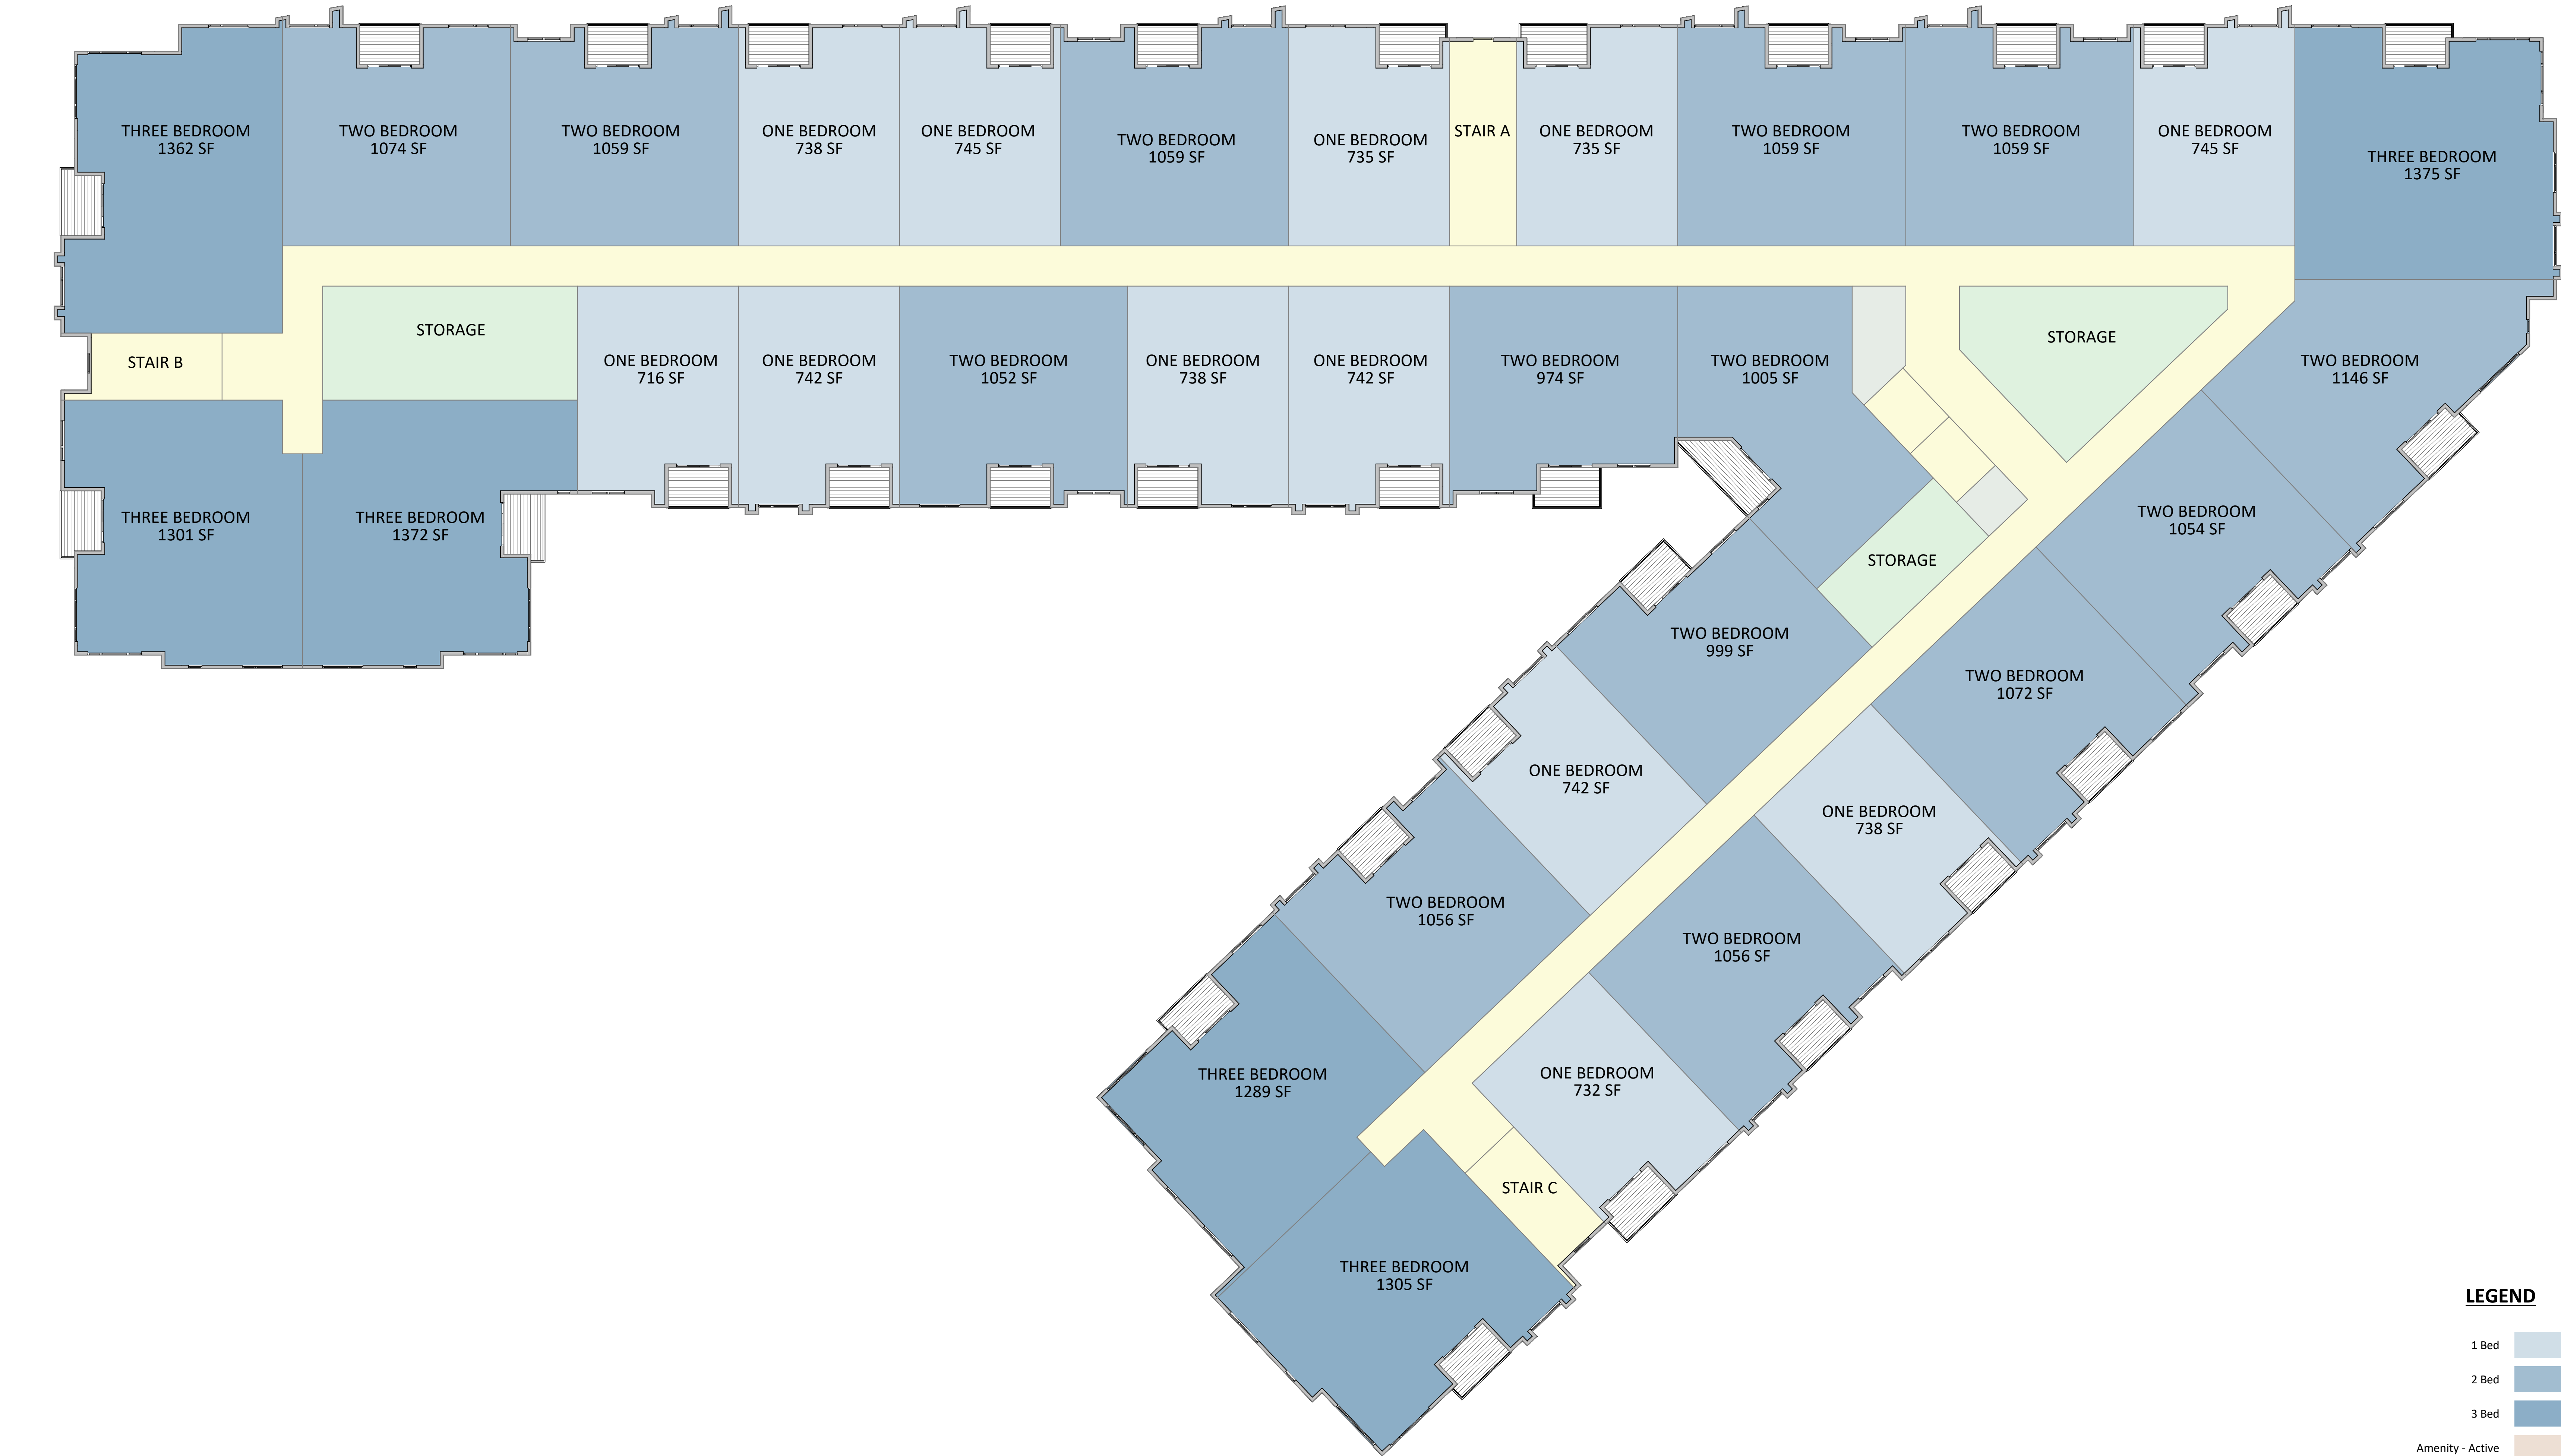 THREE BEDROOM
1362 SF
TWO BEDROOM
1074 SF
TWO BEDROOM
1059 SF
ONE BEDROOM
738 SF
ONE BEDROOM
745 SF
TWO BEDROOM
1059 SF
ONE BEDROOM
735 SF
STAIR A
ONE BEDROOM
735 SF
TWO BEDROOM
1059 SF
TWO BEDROOM
1059 SF
ONE BEDROOM
745 SF
THREE BEDROOM
1375 SF
STAIR B
STORAGE
ONE BEDROOM
716 SF
ONE BEDROOM
742 SF
TWO BEDROOM
1052 SF
ONE BEDROOM
738 SF
ONE BEDROOM
742 SF
TWO BEDROOM
974 SF
TWO BEDROOM
1005 SF
STORAGE
TWO BEDROOM
1146 SF
THREE BEDROOM
1301 SF
THREE BEDROOM
1372 SF
TWO BEDROOM
1054 SF
STORAGE
TWO BEDROOM
999 SF
TWO BEDROOM
1072 SF
ONE BEDROOM
742 SF
ONE BEDROOM
738 SF
TWO BEDROOM
1056 SF
TWO BEDROOM
1056 SF
THREE BEDROOM
1289 SF
ONE BEDROOM
732 SF
STAIR C
THREE BEDROOM
1305 SF
LEGEND
1 Bed
2 Bed
3 Bed
Amenity - Active